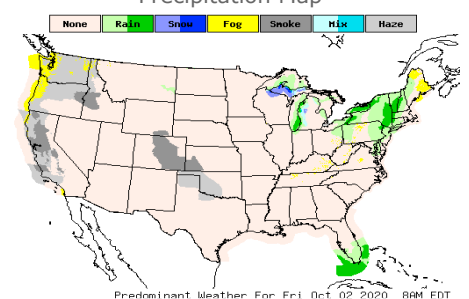 Precipitation Map
None Rain Snow Fog Smoke Mix Haze
Predominant Weather For Fri Oct 02 2020 8AM EDT